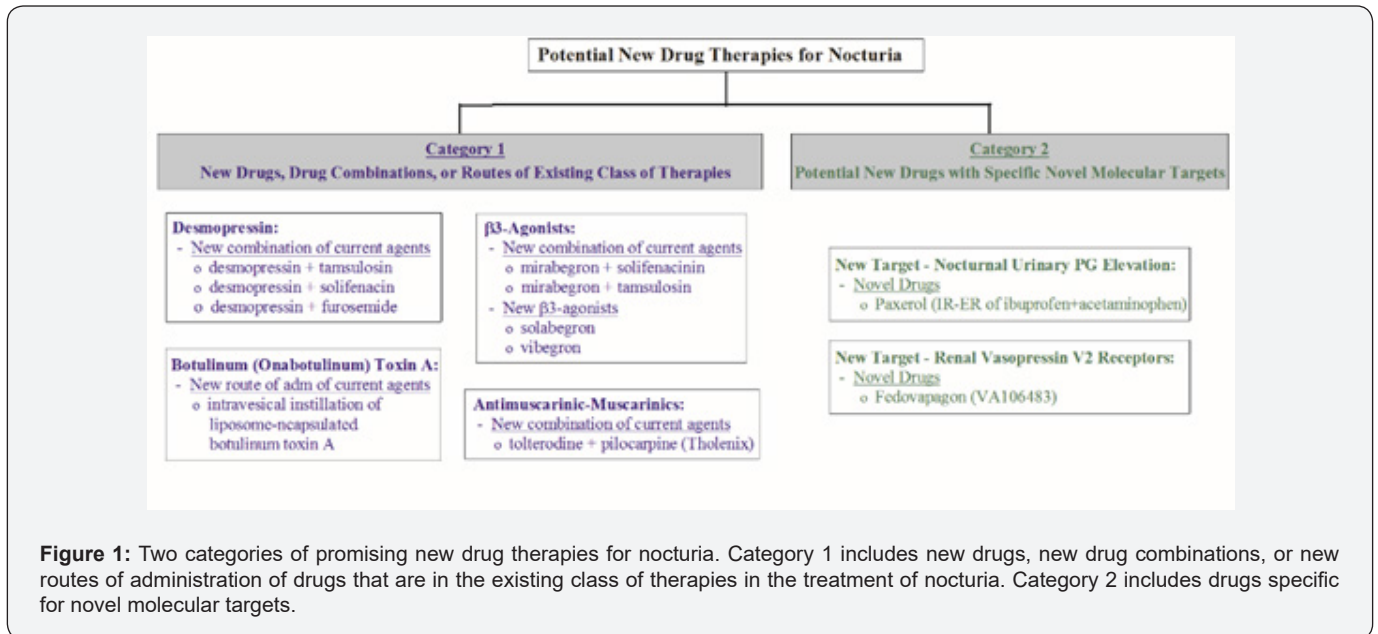 Potential New Drug Therapies for Nocturia
Category 1
New Drugs, Drug Combinations, or Routes of Existing Class of Therapies
Category 2
Potential New Drugs with Specific Novel Molecular Targets
Desmopressin:
- New combination of current agents
o desmopressin + tamsulosin
o desmopressin + solifenacin
o desmopressin + furosemide
Botulinum (Onabotulinum) Toxin A:
- New route of adm of current agents
o intravesical instillation of
liposome-ncapsulated
botulinum toxin A
β3-Agonists:
- New combination of current agents
o mirabegron + solifenacinin
o mirabegron + tamsulosin
- New β3-agonists
o solabegron
o vibegron
Antimuscarinic-Muscarinics:
- New combination of current agents
o tolterodine + pilocarpine (Tholenix)
New Target - Nocturnal Urinary PG Elevation:
- Novel Drugs
o Paxerol (IR-ER of ibuprofen+acetaminophen)
New Target - Renal Vasopressin V2 Receptors:
- Novel Drugs
o Fedovapagon (VA106483)
Figure 1: Two categories of promising new drug therapies for nocturia. Category 1 includes new drugs, new drug combinations, or new
routes of administration of drugs that are in the existing class of therapies in the treatment of nocturia. Category 2 includes drugs specific
for novel molecular targets.